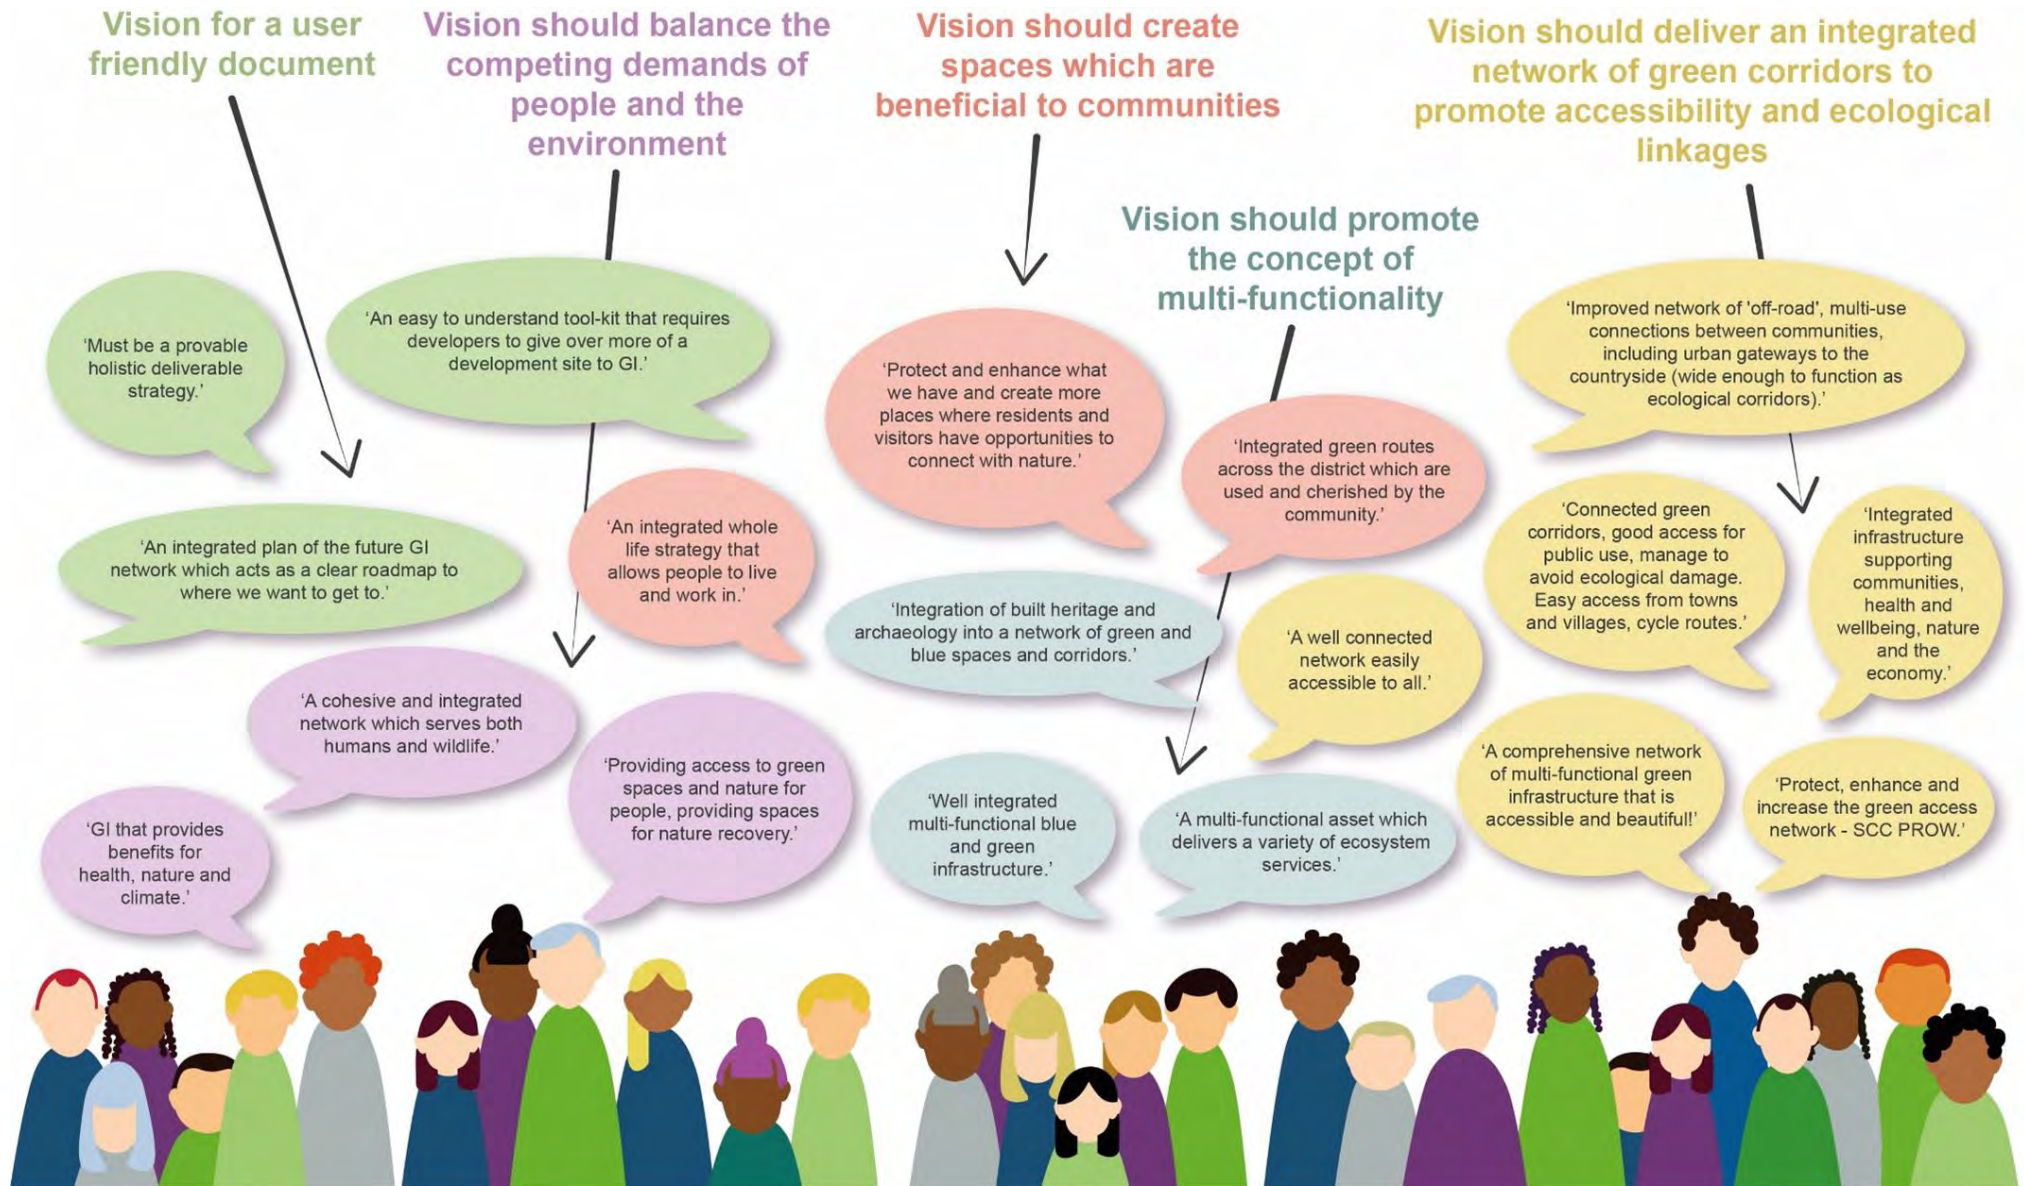 Vision for a user
friendly document
Vision should balance the
competing demands of
people and the
environment
Vision should create
spaces which are
beneficial to communities
Vision should deliver an integrated
network of green corridors to
promote accessibility and ecological
linkages
Vision should promote
the concept of
multi-functionality
‘Must be a provable
holistic deliverable
strategy.’
‘An easy to understand tool-kit that requires
developers to give over more of a
development site to GI.’
‘An integrated plan of the future GI
network which acts as a clear roadmap to
where we want to get to.’
‘An integrated whole
life strategy that
allows people to live
and work in.’
‘A cohesive and integrated
network which serves both
humans and wildlife.’
‘Providing access to green
spaces and nature for
people, providing spaces
for nature recovery.’
‘GI that provides
benefits for
health, nature and
climate.’
‘Protect and enhance what
we have and create more
places where residents and
visitors have opportunities to
connect with nature.’
‘Integrated green routes
across the district which are
used and cherished by the
community.’
‘Integration of built heritage and
archaeology into a network of green and
blue spaces and corridors.’
‘A well connected
network easily
accessible to all.’
‘Well integrated
multi-functional blue
and green
infrastructure.’
‘A multi-functional asset which
delivers a variety of ecosystem
services.’
‘Improved network of 'off-road', multi-use
connections between communities,
including urban gateways to the
countryside (wide enough to function as
ecological corridors).’
‘Connected green
corridors, good access for
public use, manage to
avoid ecological damage.
Easy access from towns
and villages, cycle routes.’
‘Integrated
infrastructure
supporting
communities,
health and
wellbeing, nature
and the
economy.’
‘A comprehensive network
of multi-functional green
infrastructure that is
accessible and beautiful!’
‘Protect, enhance and
increase the green access
network - SCC PROW.’